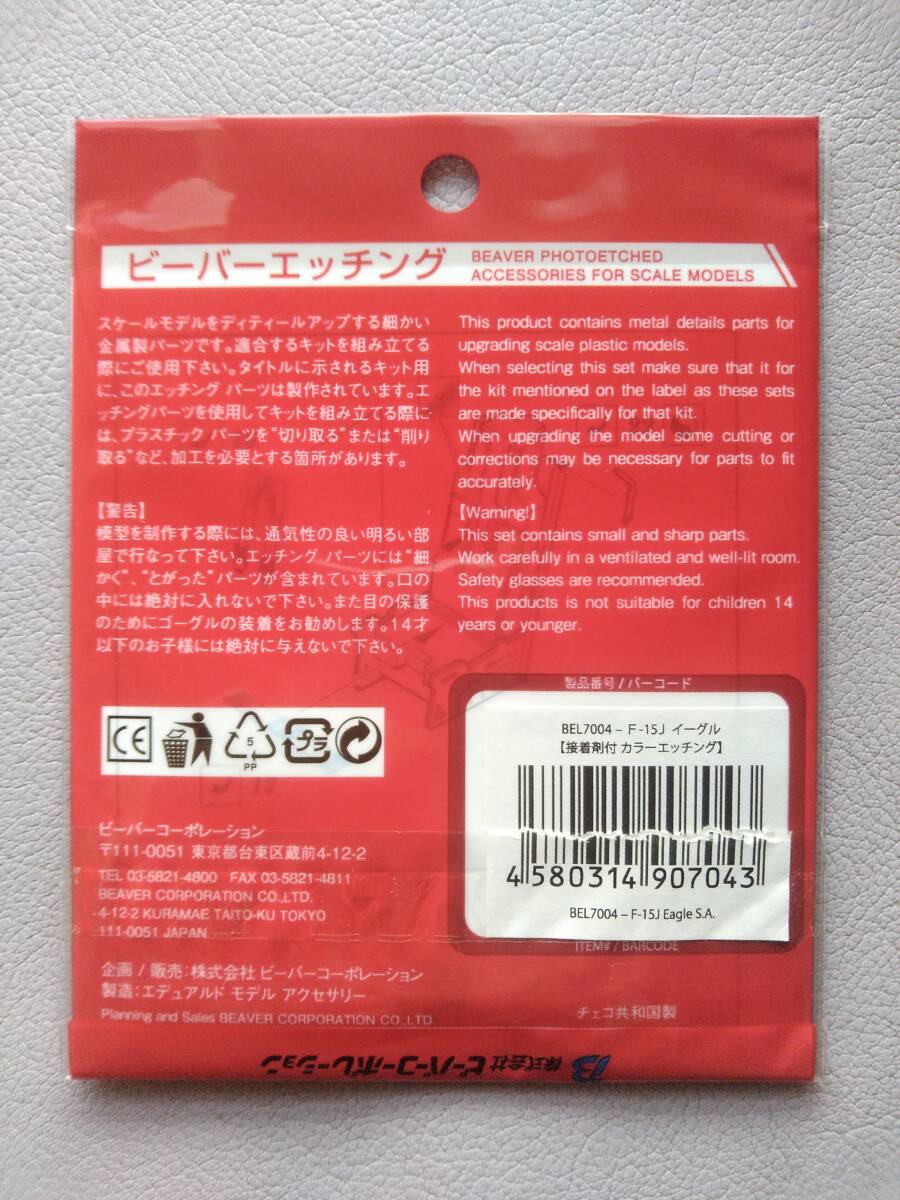 ビーバーエッチング
BEAVER PHOTOETCHED
ACCESSORIES FOR SCALE MODELS
スケールモデルをディティールアップする細かい
金属製パーツです。適合するキットを組み立てる
際にご使用下さい。タイトルに示されるキット用
に、このエッチング パーツは製作されています。エ
ッチングパーツを使用してキットを組み立てる際に
は、プラスチック パーツを“切り取る”または“削り
取る”など、加工を必要とする箇所があります。
【警告】
模型を制作する際には、通気性の良い明るい部
屋で行なって下さい。エッチング パーツには“細
かく”、“とがった”パーツが含まれています。口の
中には絶対に入れないで下さい。また目の保護
のためにゴーグルの装着をお勧めします。14才
以下のお子様には絶対に与えないで下さい。
This product contains metal details parts for
upgrading scale plastic models.
When selecting this set make sure that it for
the kit mentioned on the label as these sets
are made specifically for that kit.
When upgrading the model some cutting or
corrections may be necessary for parts to fit
accurately.
【Warning!】
This set contains small and sharp parts.
Work carefully in a ventilated and well-lit room.
Safety glasses are recommended.
This products is not suitable for children 14
years or younger.
CE
5
PP
プラ
製品番号/バーコード
BEL7004 – F-15J イーグル
【接着剤付 カラーエッチング】
4 580314 907043
BEL7004 – F-15J Eagle S.A.
ITEM# / BARCODE
ビーバーコーポレーション
〒111-0051 東京都台東区蔵前4-12-2
TEL 03-5821-4800 FAX 03-5821-4811
BEAVER CORPORATION CO.,LTD.
4-12-2 KURAMAE TAITO-KU TOKYO
111-0051 JAPAN
企画 / 販売：株式会社 ビーバーコーポレーション
製造：エデュアルド モデル アクセサリー
Planning and Sales BEAVER CORPORATION CO.,LTD.
チェコ共和国製
株式会社 ビーバーコーポレーション